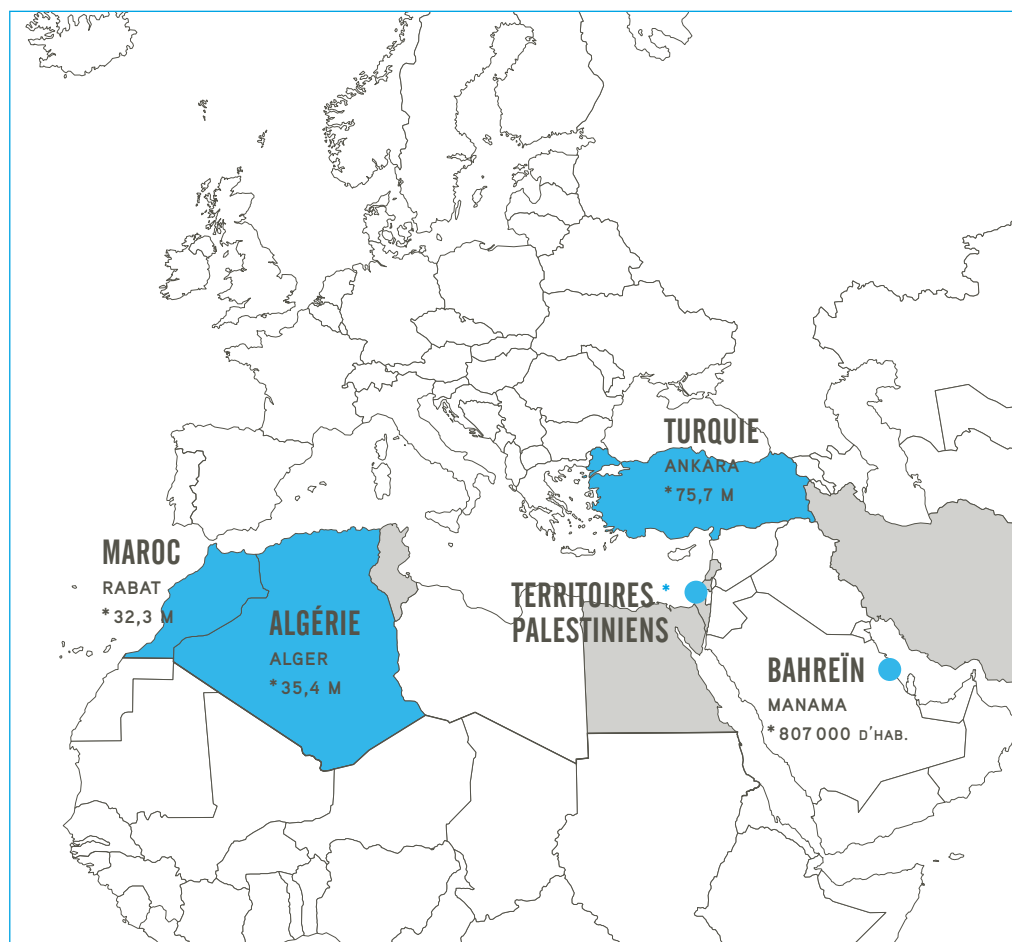 TURQUIE
ANKARA
*75,7 M
MAROC
RABAT
*32,3 M
ALGÉRIE
ALGER
*35,4 M
TERRITOIRES *
PALESTINIENS
BAHREÏN
MANAMA
*807 000 D'HAB.